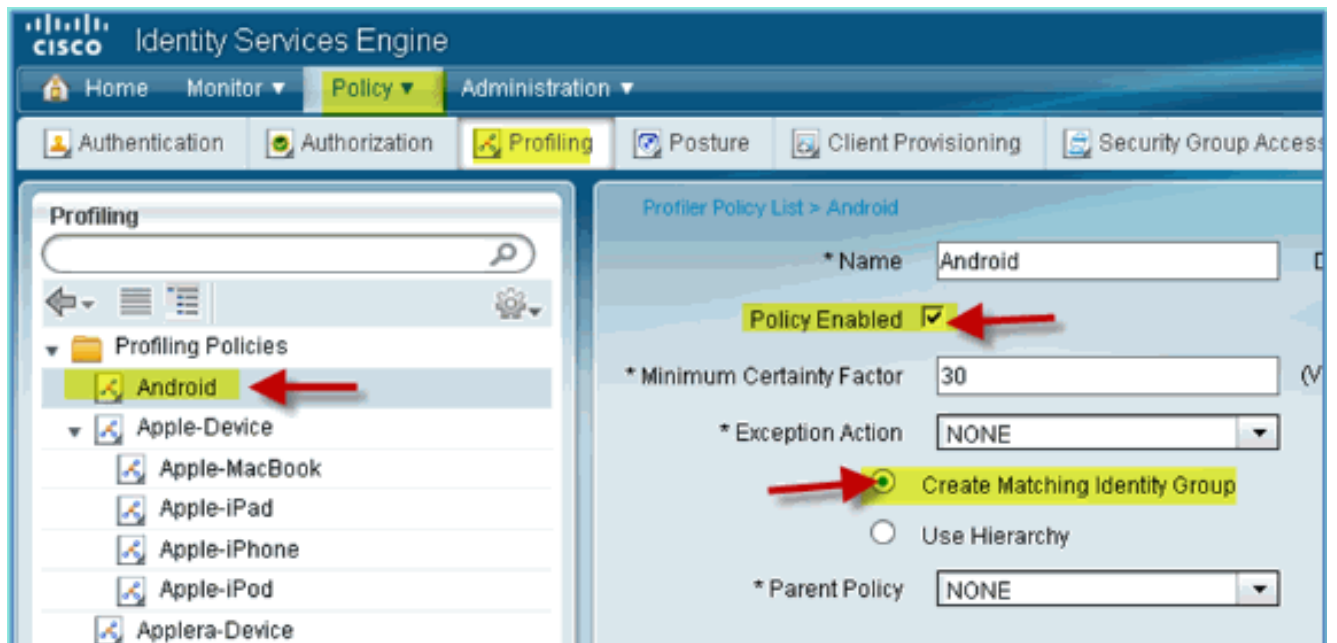 CISCO Identity Services Engine
Home Monitor Policy Administration
Authentication Authorization Profiling Posture Client Provisioning Security Group Access
Profiling
Profiling Policies
Android
Apple-Device
Apple-MacBook
Apple-iPad
Apple-iPhone
Apple-iPod
Applera-Device
Profiler Policy List > Android
* Name Android
Policy Enabled
* Minimum Certainty Factor 30 (V
* Exception Action NONE
Create Matching Identity Group
Use Hierarchy
* Parent Policy NONE